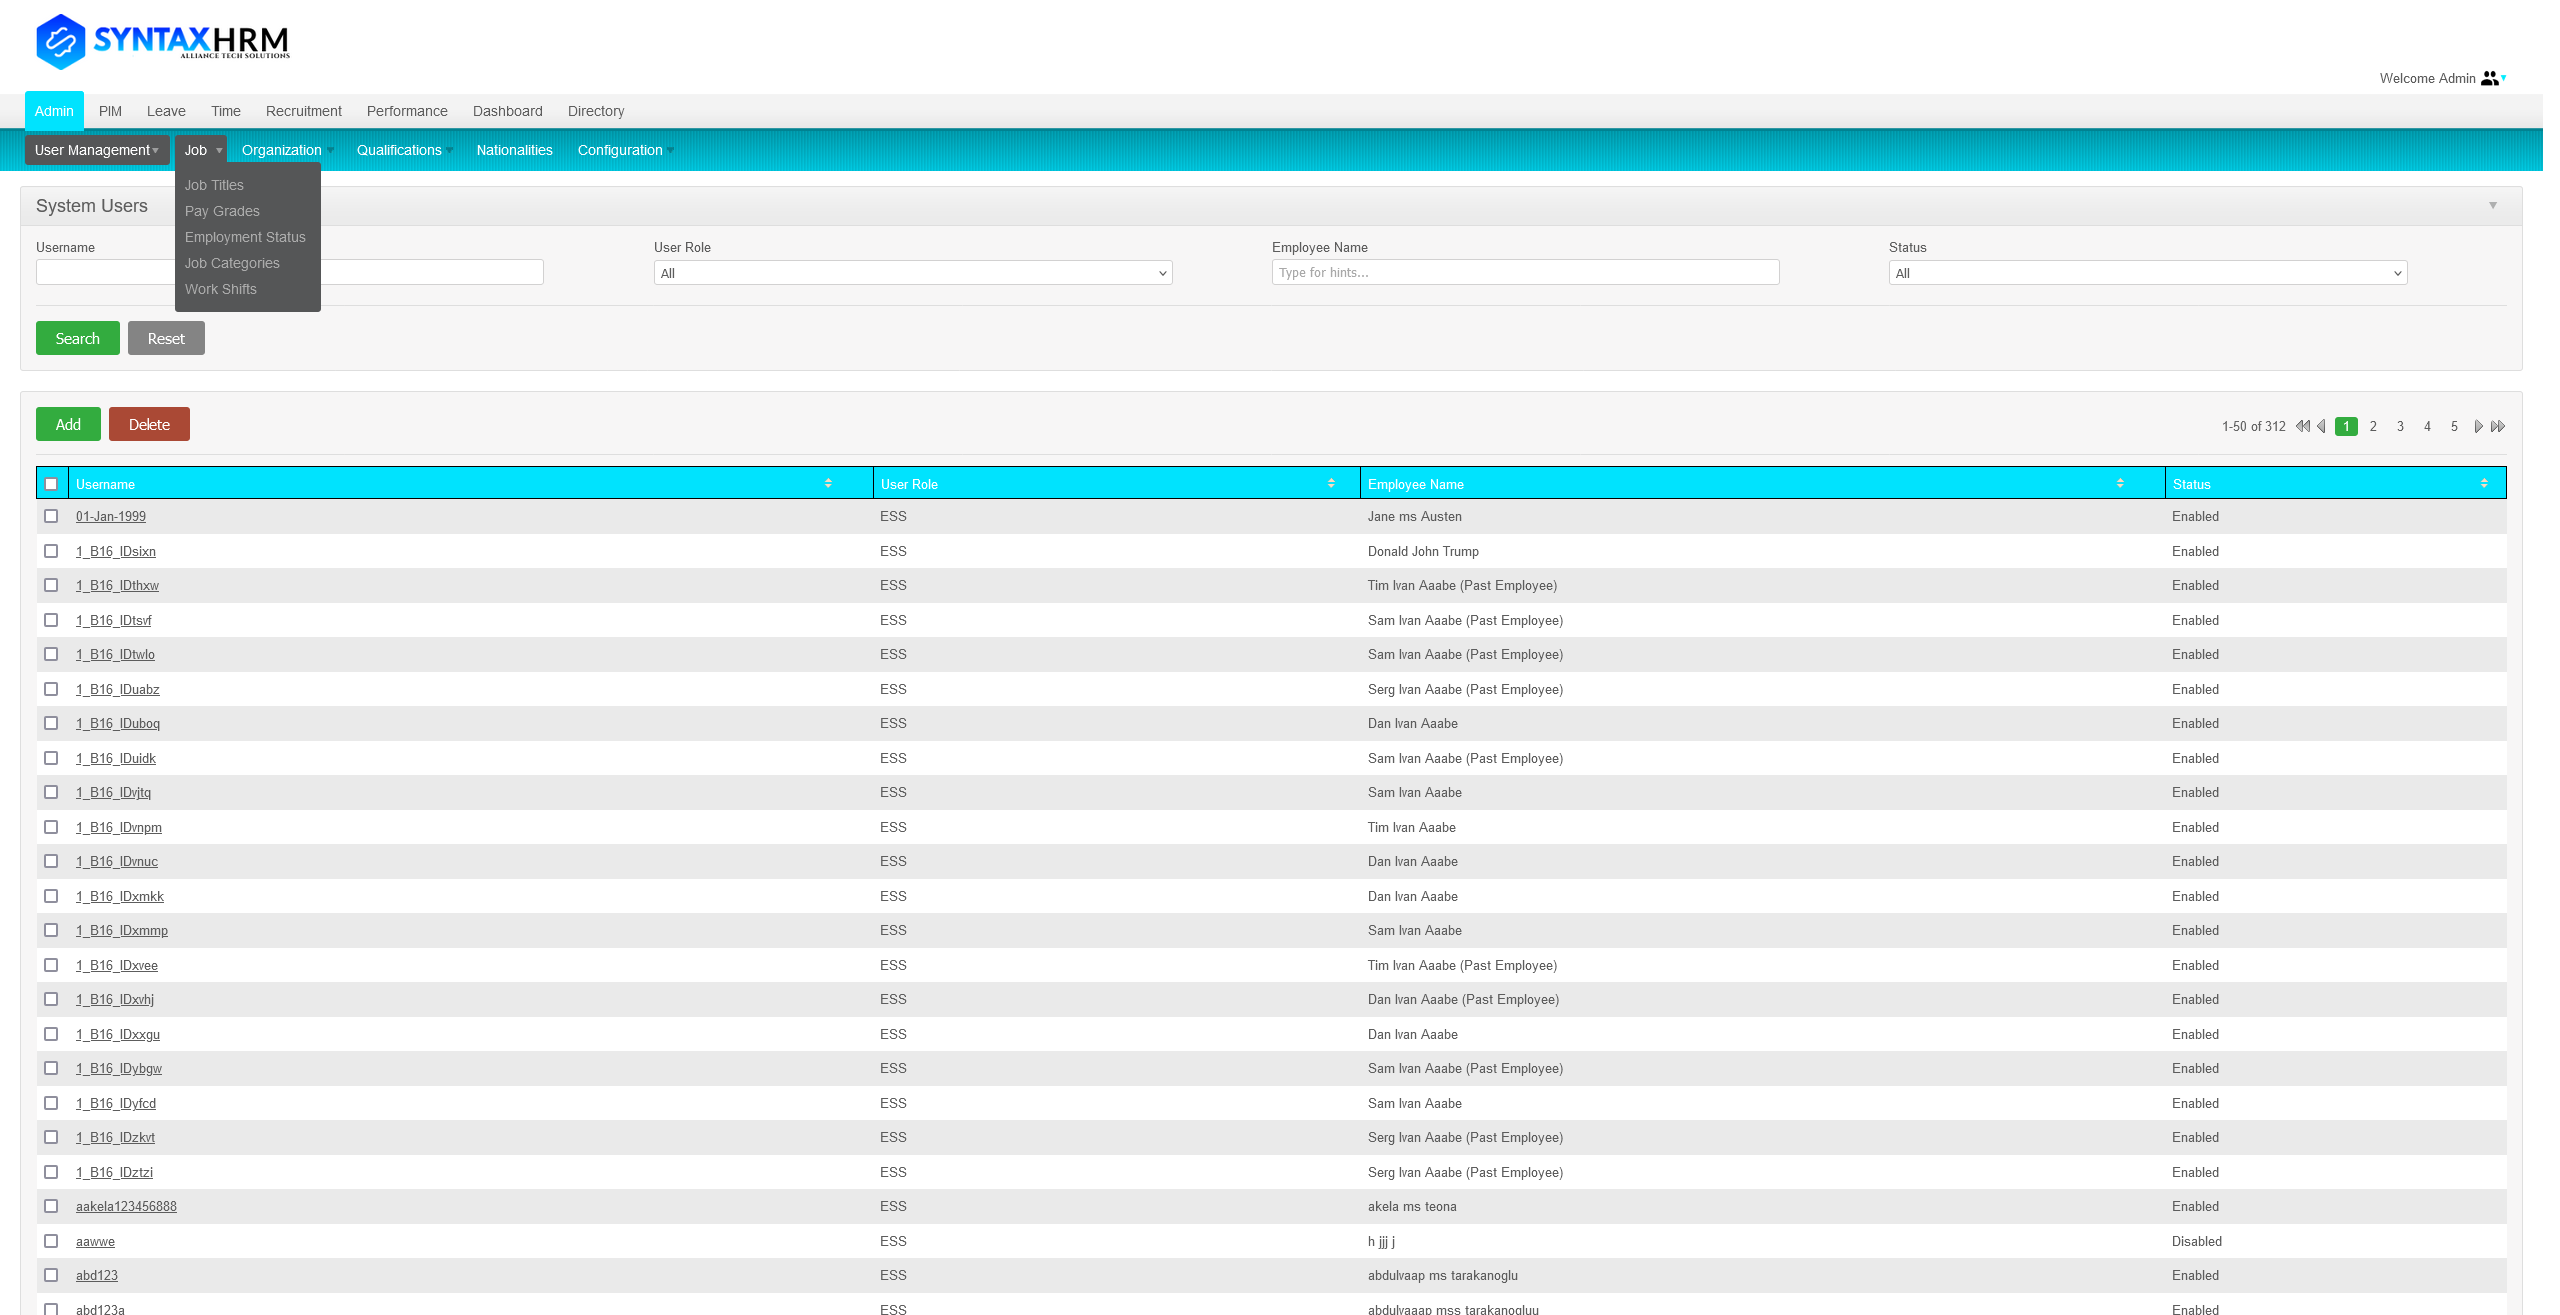 SYNTAXHRM
ALLIANCE TECH SOLUTIONS
Welcome Admin
Admin PIM Leave Time Recruitment Performance Dashboard Directory
User Management Job Organization Qualifications Nationalities Configuration
Job Titles
Pay Grades
Employment Status
Job Categories
Work Shifts
System Users
Username User Role Employee Name Status
All Type for hints... All
Search Reset
Add Delete 1-50 of 312 1 2 3 4 5
Username User Role Employee Name Status
01-Jan-1999 ESS Jane ms Austen Enabled
1_B16_IDsixn ESS Donald John Trump Enabled
1_B16_IDthxw ESS Tim Ivan Aaabe (Past Employee) Enabled
1_B16_IDtsvf ESS Sam Ivan Aaabe (Past Employee) Enabled
1_B16_IDtwlo ESS Sam Ivan Aaabe (Past Employee) Enabled
1_B16_IDuabz ESS Serg Ivan Aaabe (Past Employee) Enabled
1_B16_IDuboq ESS Dan Ivan Aaabe Enabled
1_B16_IDuidk ESS Sam Ivan Aaabe (Past Employee) Enabled
1_B16_IDvjtq ESS Sam Ivan Aaabe Enabled
1_B16_IDvnpm ESS Tim Ivan Aaabe Enabled
1_B16_IDvnuc ESS Dan Ivan Aaabe Enabled
1_B16_IDxmkk ESS Dan Ivan Aaabe Enabled
1_B16_IDxmmp ESS Sam Ivan Aaabe Enabled
1_B16_IDxvee ESS Tim Ivan Aaabe (Past Employee) Enabled
1_B16_IDxvhj ESS Dan Ivan Aaabe (Past Employee) Enabled
1_B16_IDxxgu ESS Dan Ivan Aaabe Enabled
1_B16_IDybgw ESS Sam Ivan Aaabe (Past Employee) Enabled
1_B16_IDyfcd ESS Sam Ivan Aaabe Enabled
1_B16_IDzkvt ESS Serg Ivan Aaabe (Past Employee) Enabled
1_B16_IDztzi ESS Serg Ivan Aaabe (Past Employee) Enabled
aakela123456888 ESS akela ms teona Enabled
aawwe ESS h jjj j Disabled
abd123 ESS abdulvaap ms tarakanoglu Enabled
abd123a ESS abdulvaaap mss tarakanogluu Enabled